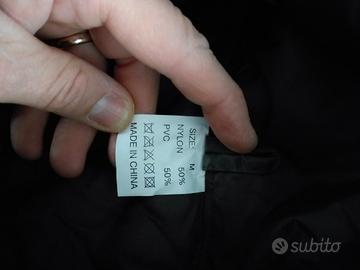 SIZE: M
NYLON 50%
PVC 50%
MADE IN CHINA
subito